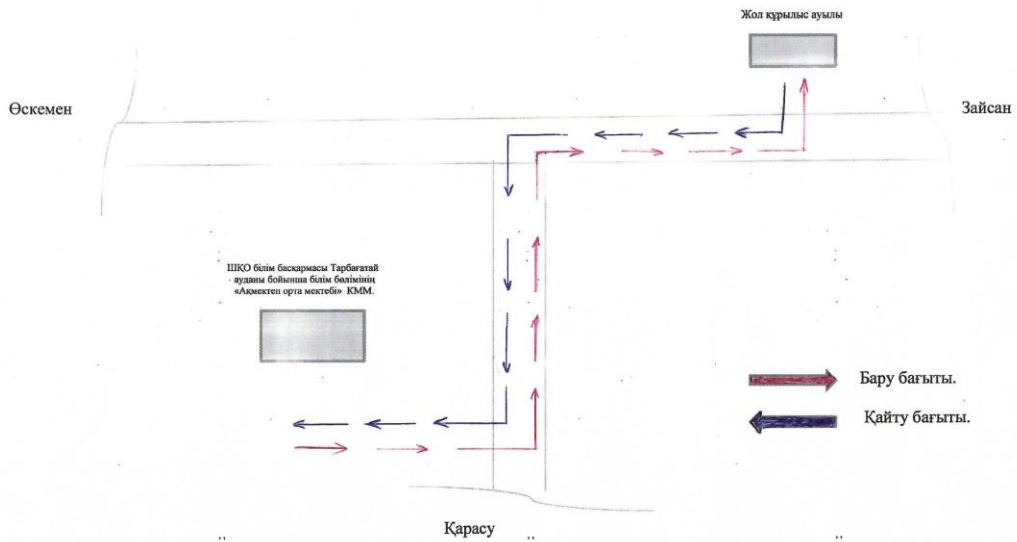 Жол құрылыс ауылы
Өскемен
Зайсан
ШҚО білім басқармасы Тарбағатай
ауданы бойынша білім бөлімінің
«Ақмектеп орта мектебі» КММ.
Бару бағыты.
Қайту бағыты.
Қарасу